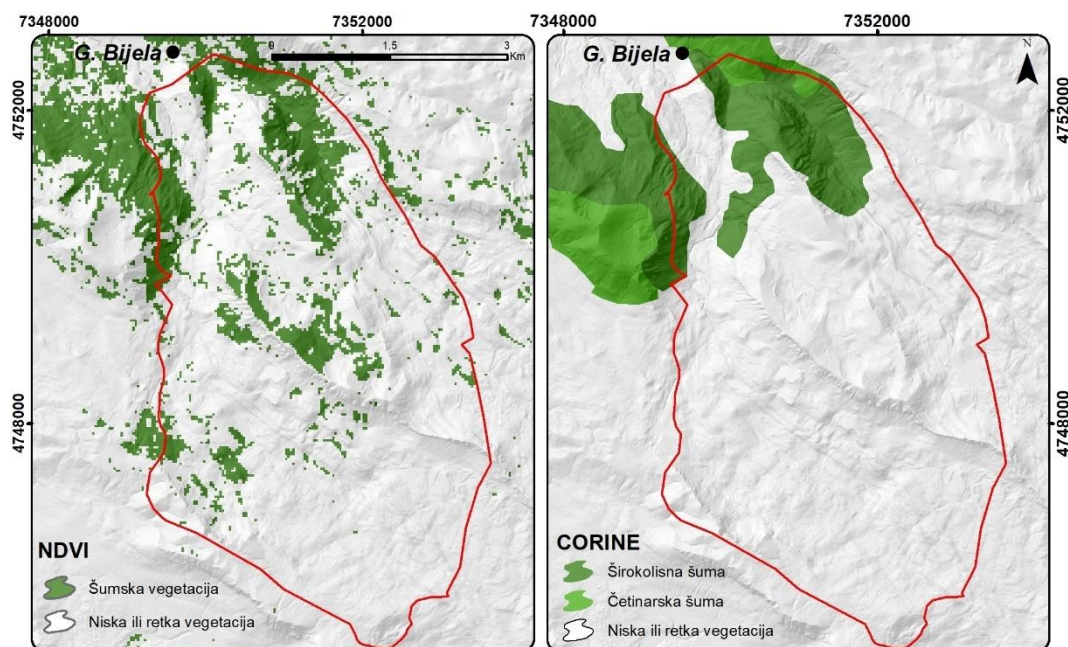 7348000
7352000
7348000
7352000
G. Bijela
0
1,5
3
Km
G. Bijela
N
4752000
4752000
4748000
4748000
NDVI
Šumska vegetacija
Niska ili retka vegetacija
CORINE
Širokolisna šuma
Četinarska šuma
Niska ili retka vegetacija